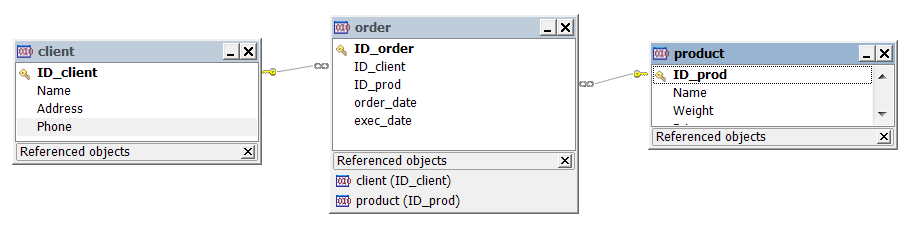 client
ID_client
Name
Address
Phone
Referenced objects
order
ID_order
ID_client
ID_prod
order_date
exec_date
Referenced objects
client (ID_client)
product (ID_prod)
product
ID_prod
Name
Weight
Referenced objects